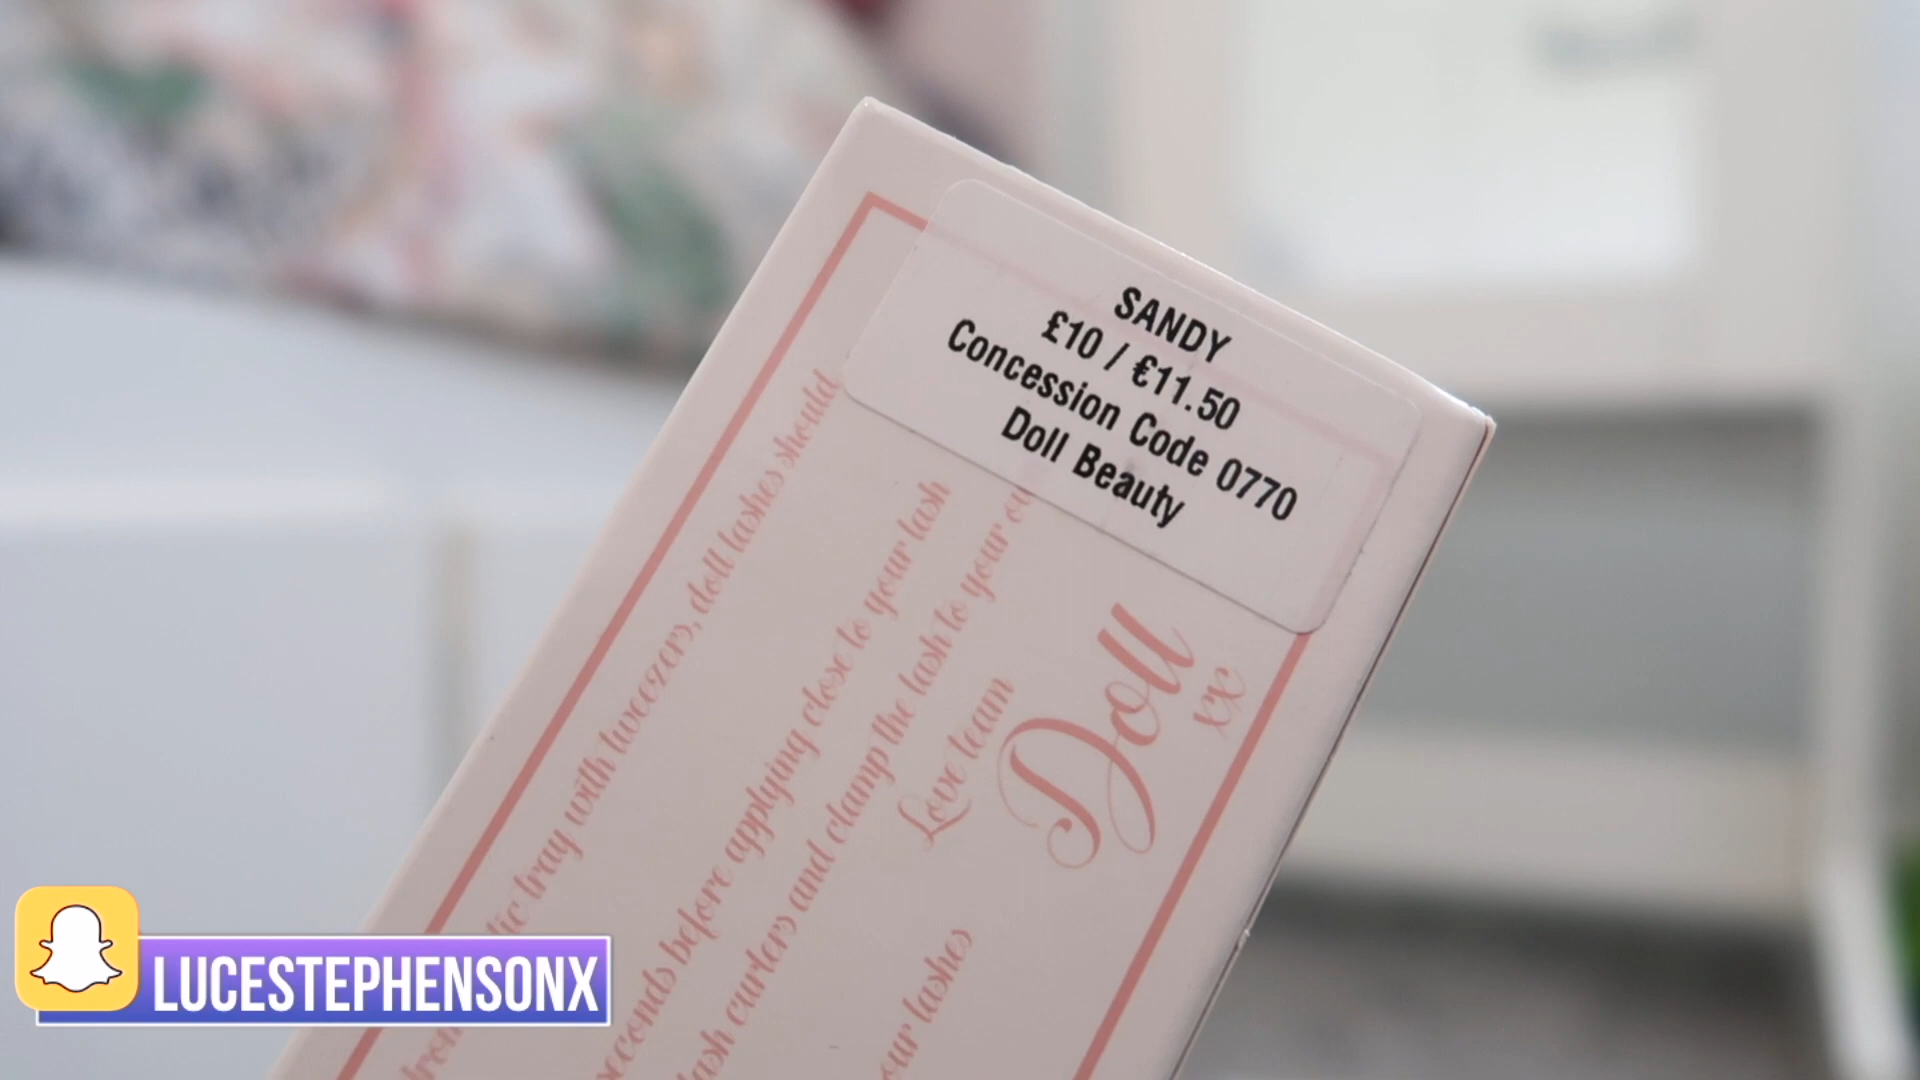 SANDY
£10 / €11.50
Concession Code 0770
Doll Beauty
tray with tweezers, doll lashes should
seconds before applying close to your lash
lash curlers and clamp the lash to your
Love team
Doll
xx
your lashes
LUCESTEPHENSONX